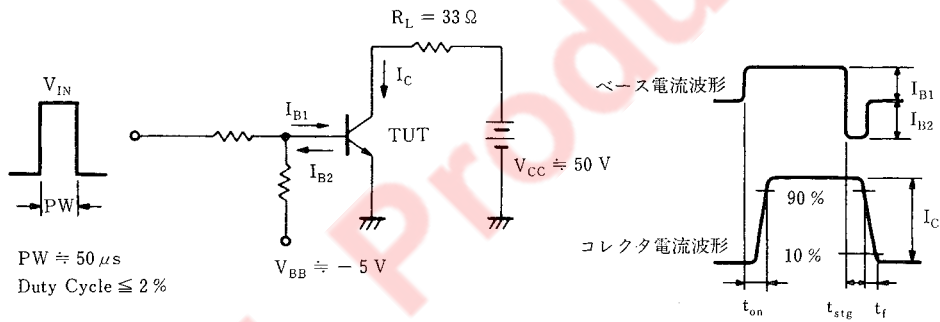 R_L = 33 Ω
V_IN
I_C
I_B1
TUT
I_B2
V_CC ≒ 50 V
PW
V_BB ≒ − 5 V
PW ≒ 50 μs
Duty Cycle ≦ 2 %
ベース電流波形
I_B1
I_B2
90 %
I_C
コレクタ電流波形
10 %
t_on
t_stg
t_f
Produ